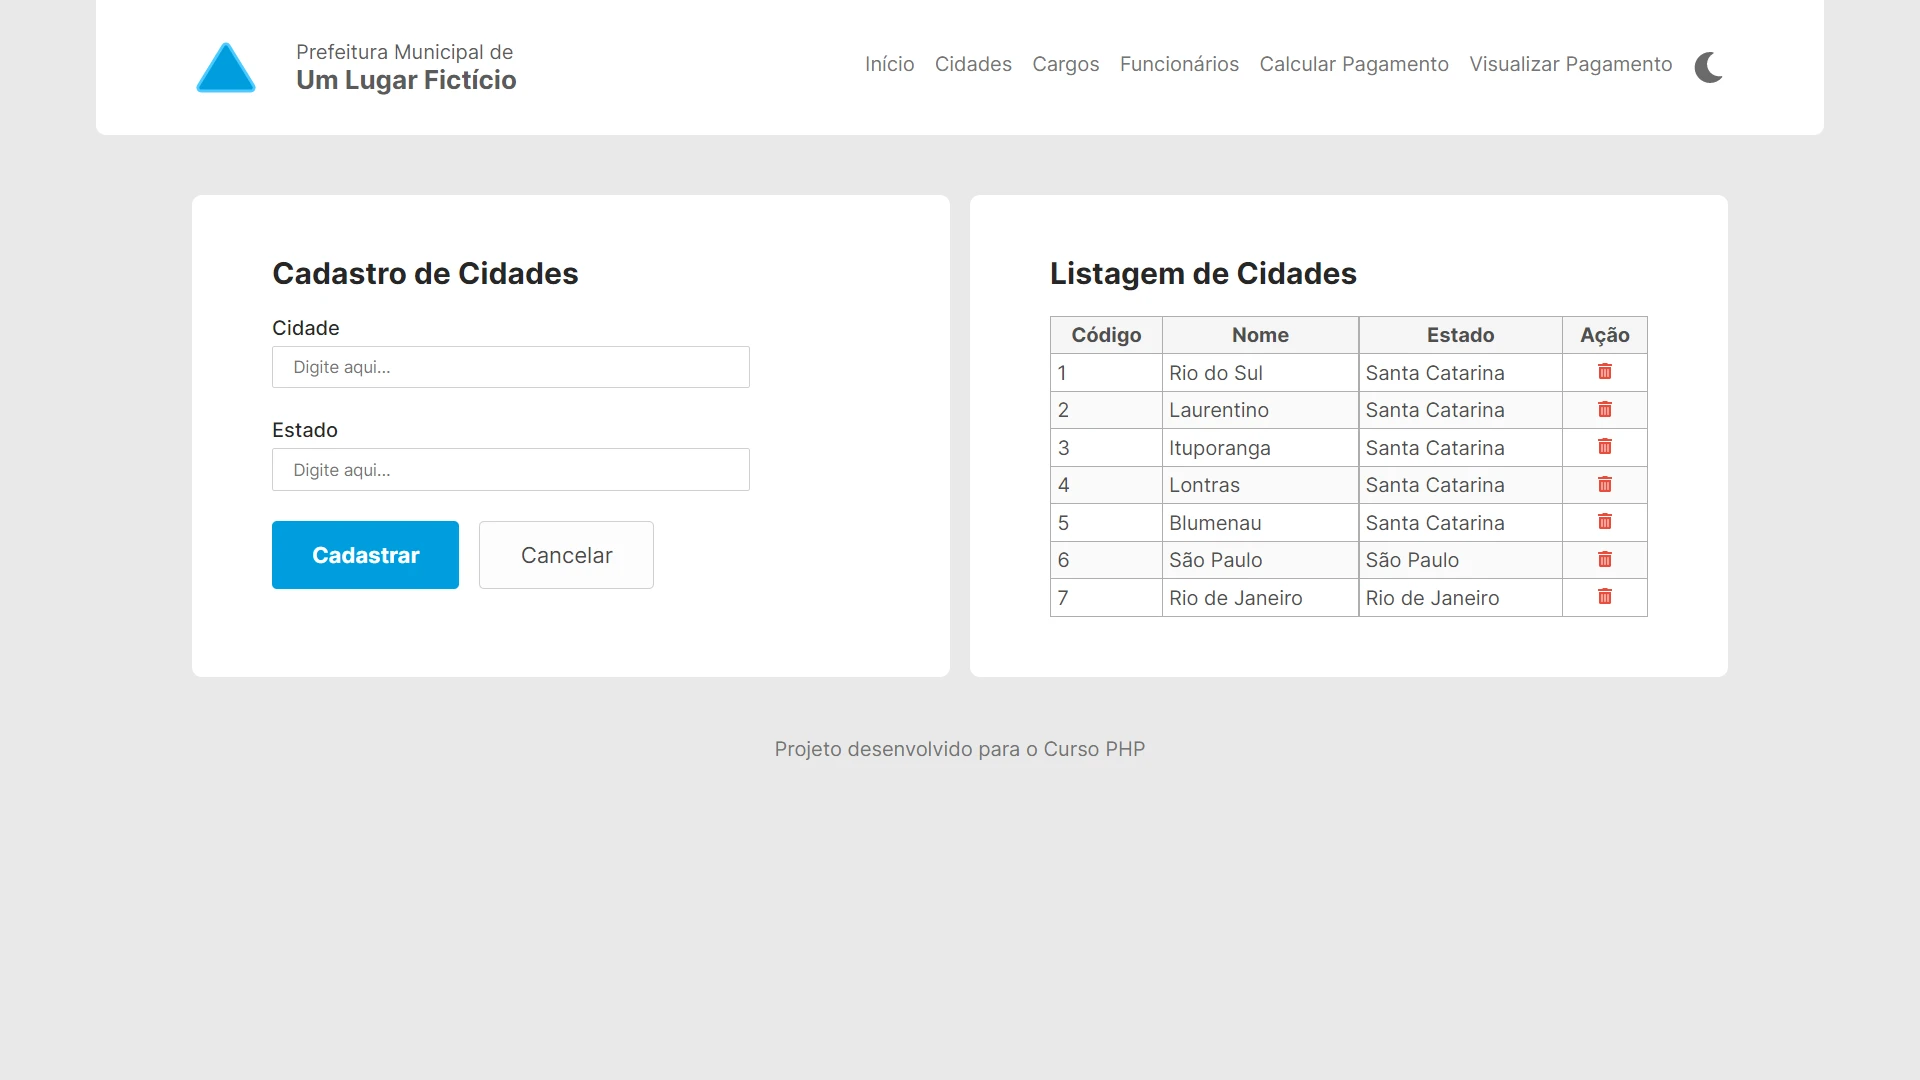 Prefeitura Municipal de
Um Lugar Fictício
Início Cidades Cargos Funcionários Calcular Pagamento Visualizar Pagamento
Cadastro de Cidades
Cidade
Digite aqui...
Estado
Digite aqui...
Cadastrar Cancelar
Listagem de Cidades
Código Nome Estado Ação
1 Rio do Sul Santa Catarina
2 Laurentino Santa Catarina
3 Ituporanga Santa Catarina
4 Lontras Santa Catarina
5 Blumenau Santa Catarina
6 São Paulo São Paulo
7 Rio de Janeiro Rio de Janeiro
Projeto desenvolvido para o Curso PHP